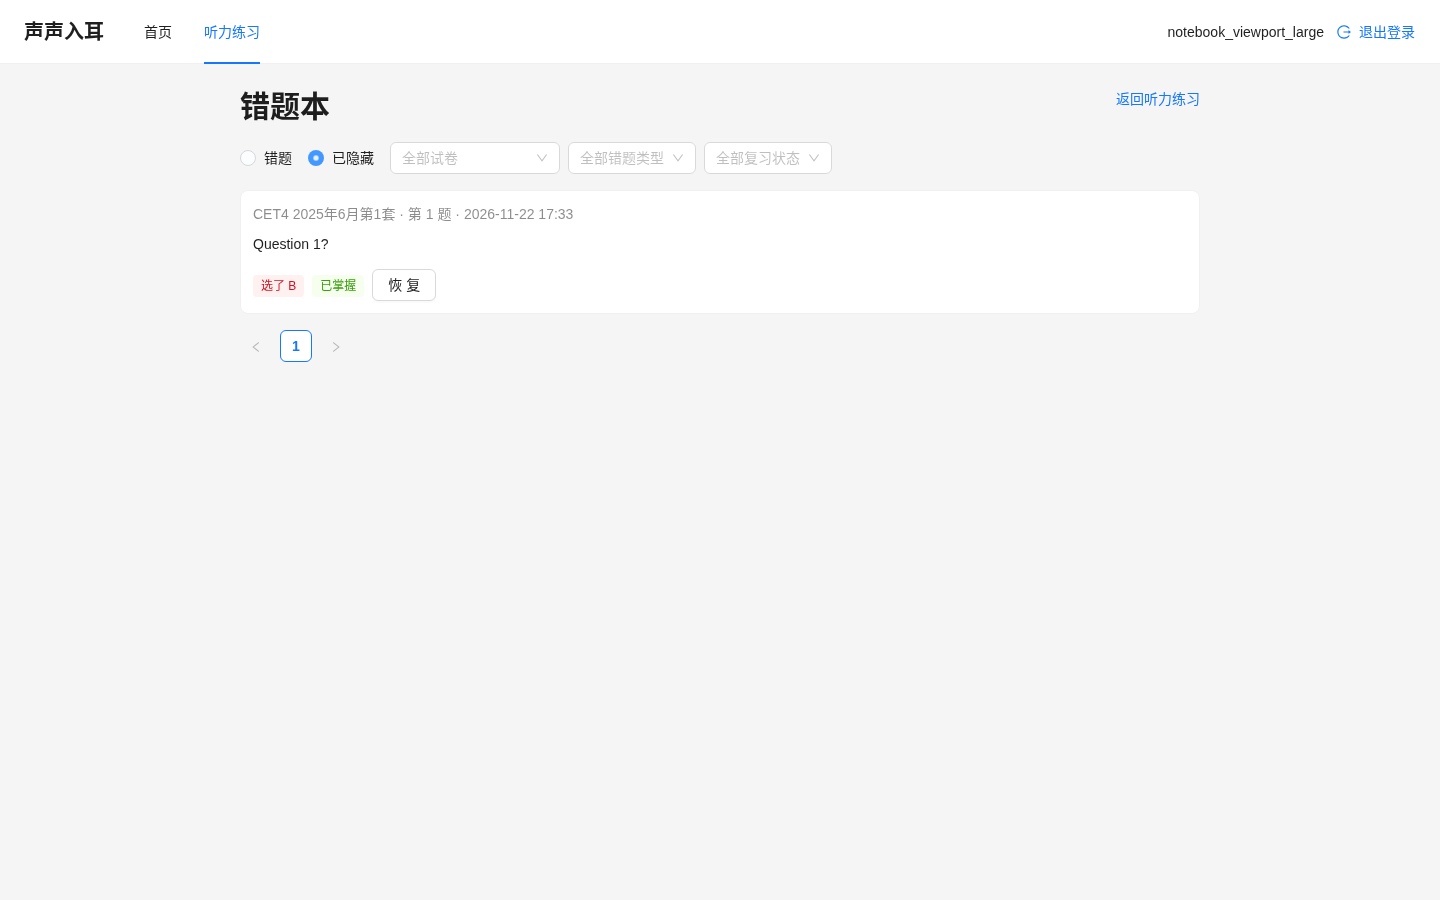 声声入耳 首页 听力练习 notebook_viewport_large 退出登录
错题本 返回听力练习
错题 已隐藏 全部试卷 全部错题类型 全部复习状态
CET4 2025年6月第1套 · 第 1 题 · 2026-11-22 17:33
Question 1?
选了 B 已掌握 恢 复
1